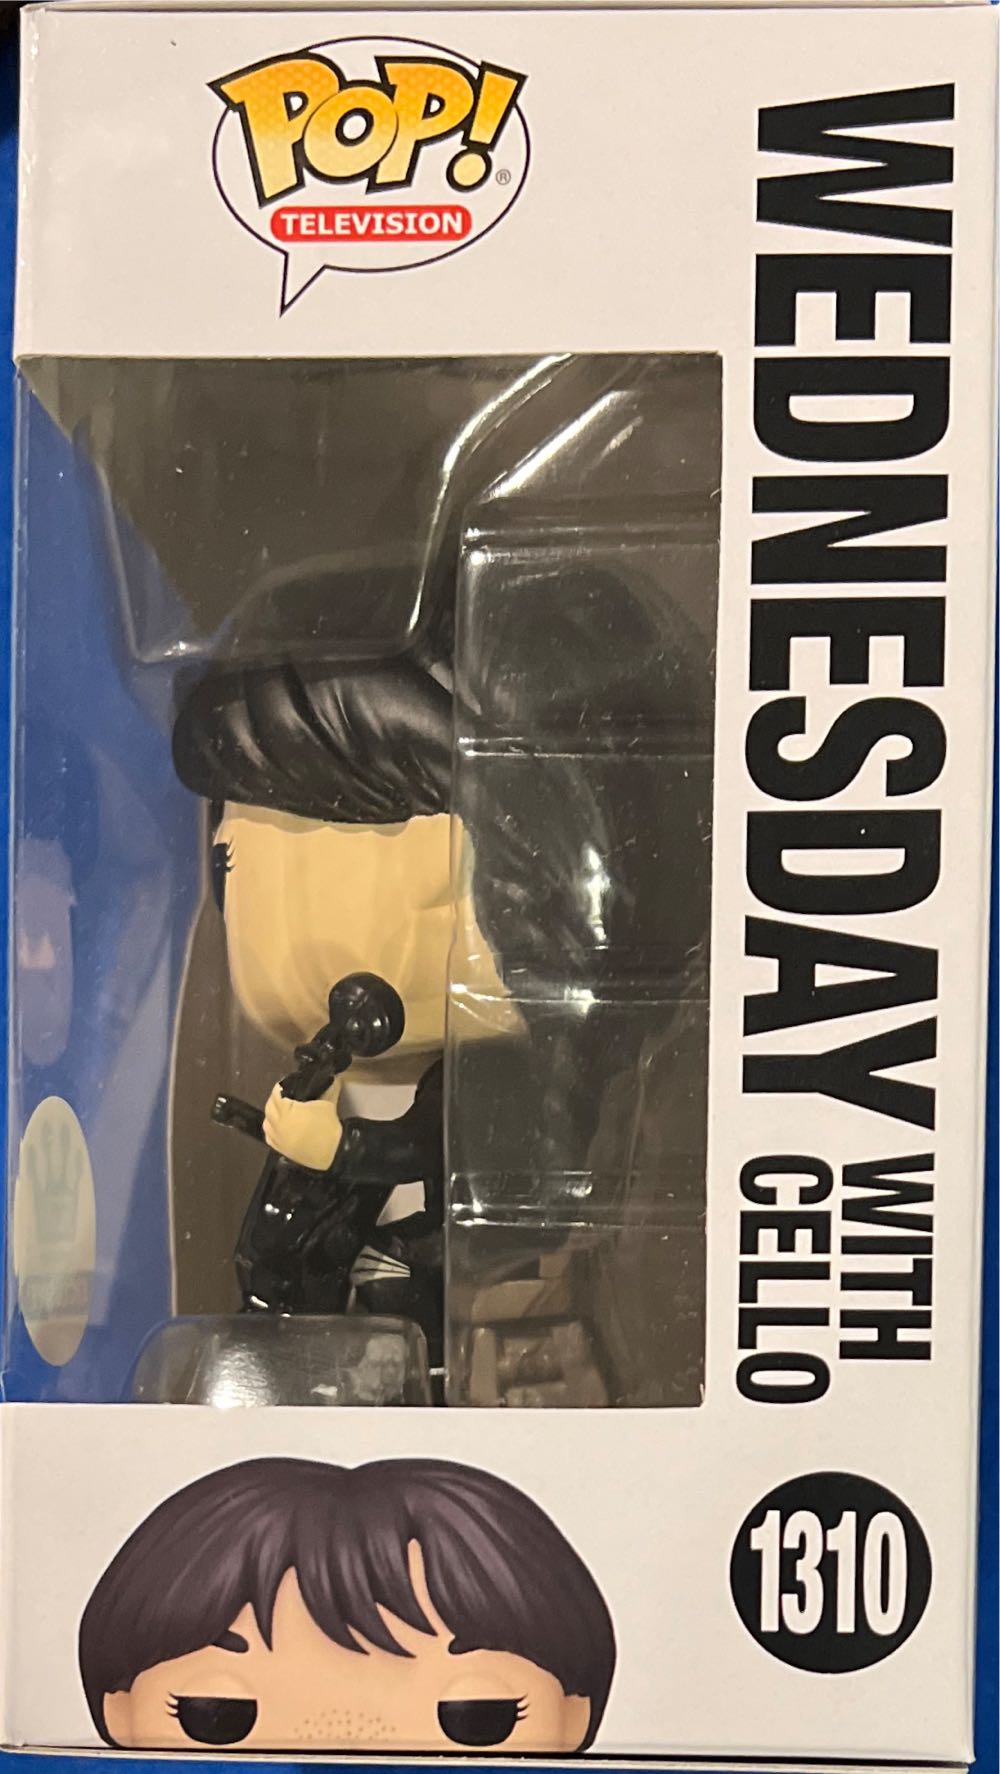 POP!®
TELEVISION
WEDNESDAY WITH
CELLO
1310